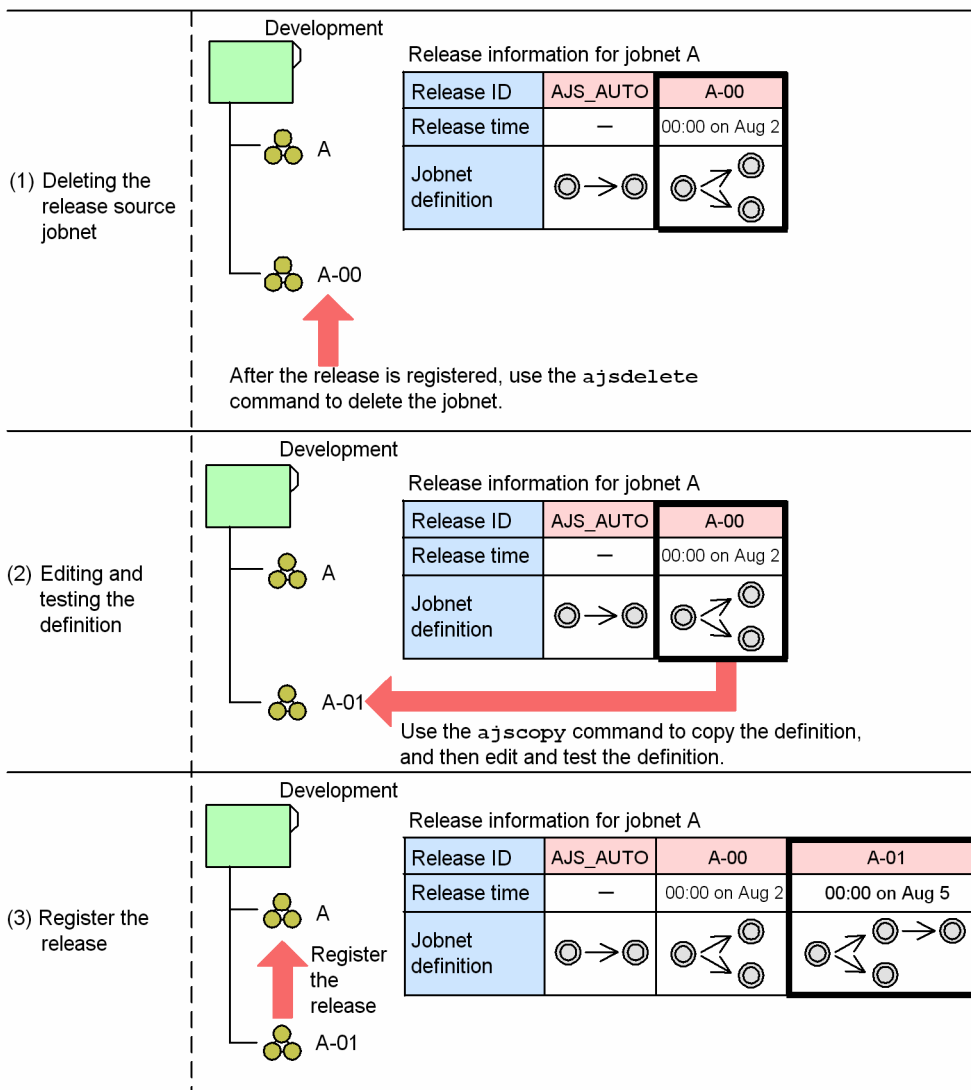 Development
Release information for jobnet A
Release ID AJS_AUTO A-00
Release time — 00:00 on Aug 2
Jobnet
definition
A
(1) Deleting the
release source
jobnet
A-00
After the release is registered, use the ajsdelete
command to delete the jobnet.
Development
Release information for jobnet A
Release ID AJS_AUTO A-00
Release time — 00:00 on Aug 2
Jobnet
definition
A
(2) Editing and
testing the
definition
A-01
Use the ajscopy command to copy the definition,
and then edit and test the definition.
Development
Release information for jobnet A
Release ID AJS_AUTO A-00 A-01
Release time — 00:00 on Aug 2 00:00 on Aug 5
Jobnet
definition
A
(3) Register the
release
Register
the
release
A-01